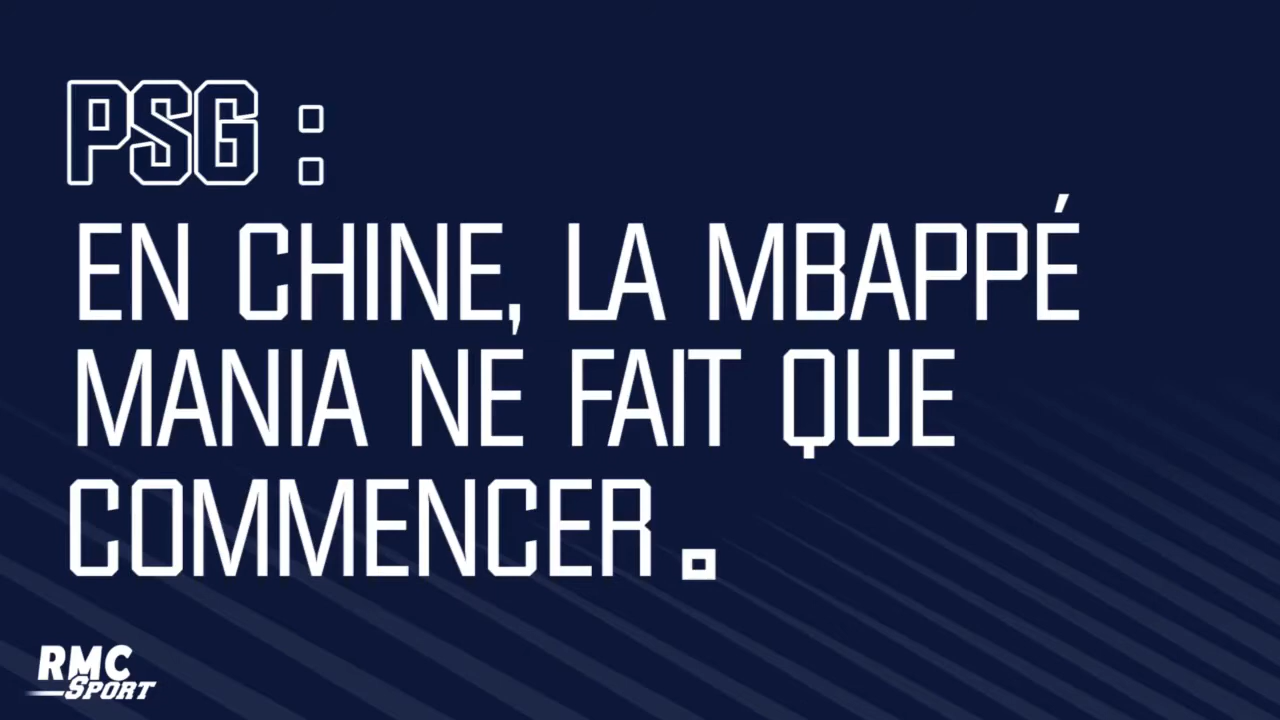 PSG :
EN CHINE, LA MBAPPÉ
MANIA NE FAIT QUE
COMMENCER.
RMC
SPORT